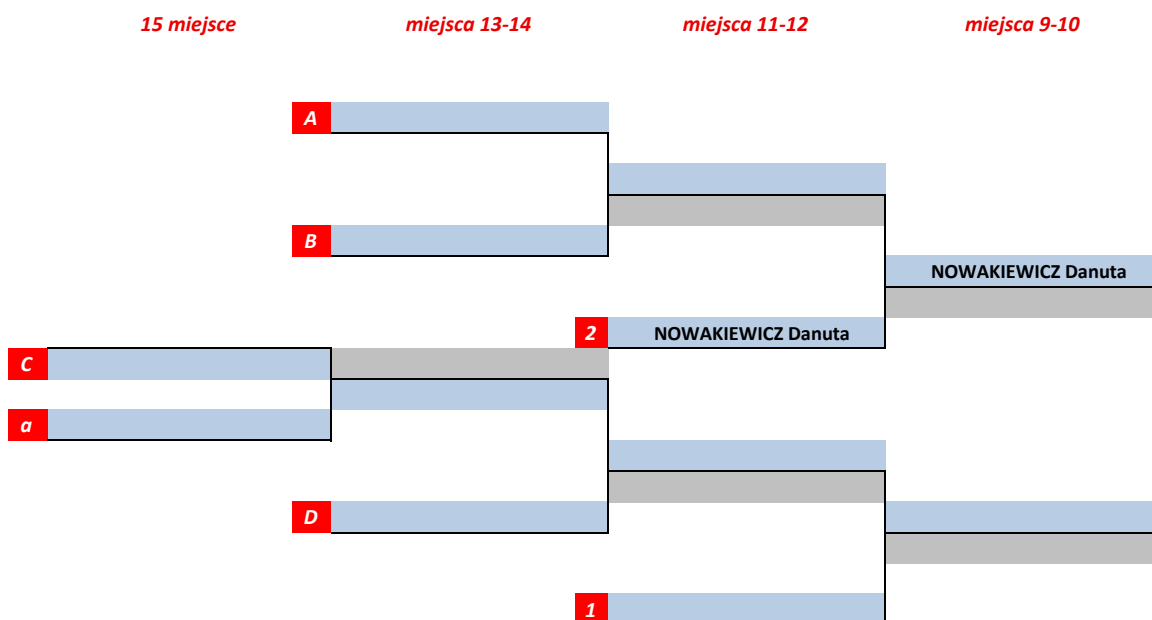 15 miejsce
miejsca 13-14
miejsca 11-12
miejsca 9-10
A
B
NOWAKIEWICZ Danuta
2
NOWAKIEWICZ Danuta
C
a
D
1